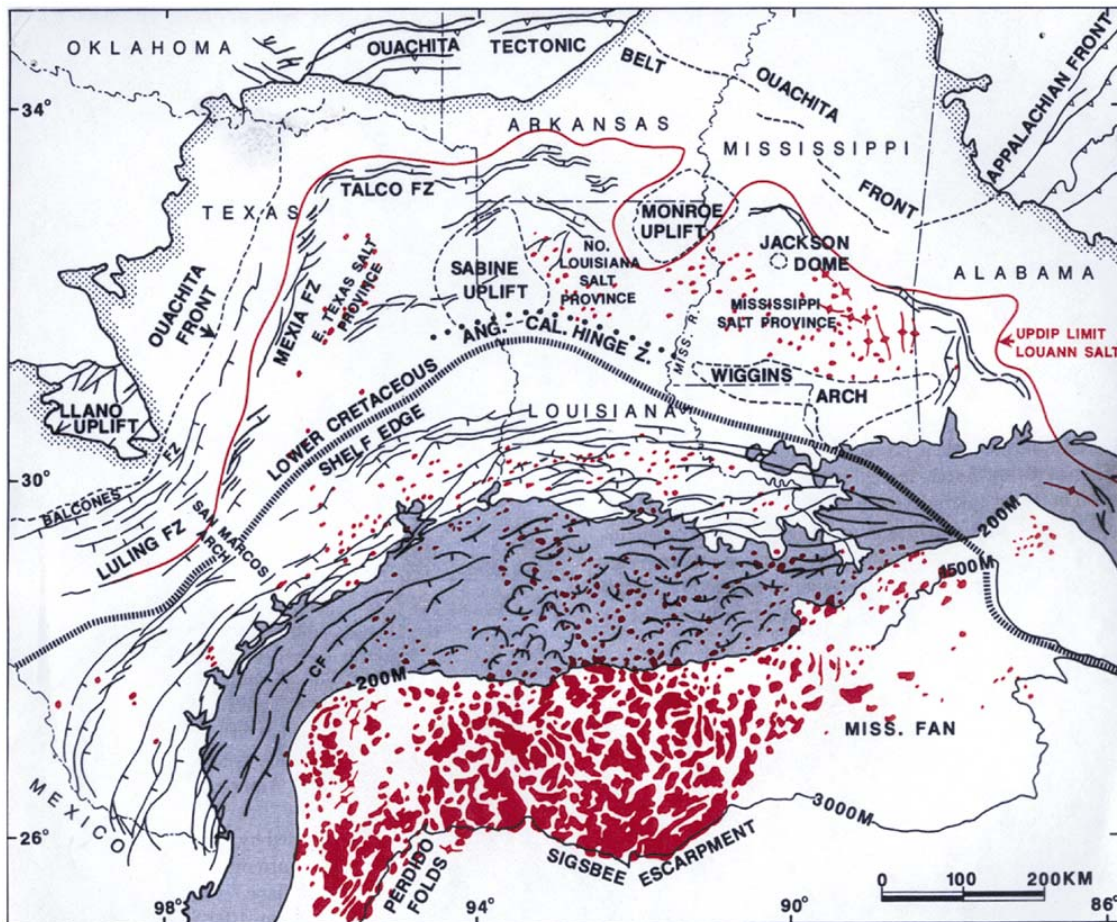 OKLAHOMA
OUACHITA TECTONIC
BELT
OUACHITA
FRONT
APPALACHIAN FRONT
34°
ARKANSAS
MISSISSIPPI
TALCO FZ
TEXAS
MONROE
UPLIFT
JACKSON
DOME
ALABAMA
OUACHITA
FRONT
MEXIA FZ
E. TEXAS SALT
PROVINCE
SABINE
UPLIFT
NO.
LOUISIANA
SALT
PROVINCE
MISSISSIPPI
SALT PROVINCE
UPDIP LIMIT
LOUANN SALT
ANG. CAL. HINGE Z.
MISS. R.
WIGGINS
ARCH
LLANO
UPLIFT
LOWER CRETACEOUS
SHELF EDGE
LOUISIANA
30°
BALCONES FZ
LULING FZ
SAN MARCOS
ARCH
200M
1500M
CF
200M
MISS. FAN
MEXICO
3000M
26°
PERDIDO
FOLDS
SIGSBEE ESCARPMENT
0 100 200KM
98° 94° 90° 86°